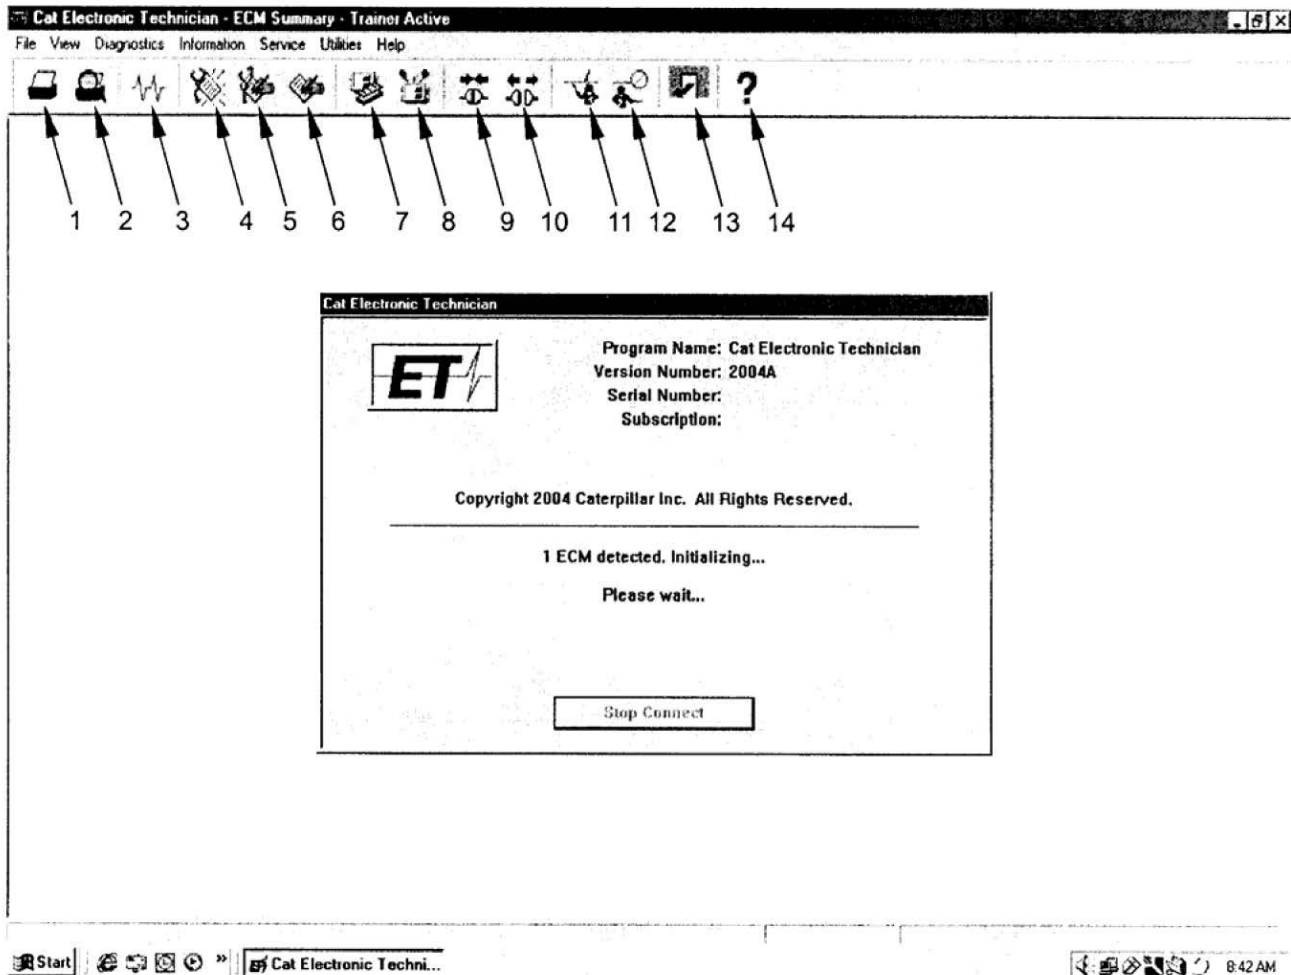 Cat Electronic Technician - ECM Summary - Trainer Active
File View Diagnostics Information Service Utilities Help
?
1 2 3 4 5 6 7 8 9 10 11 12 13 14
Cat Electronic Technician
ET
Program Name: Cat Electronic Technician
Version Number: 2004A
Serial Number:
Subscription:
Copyright 2004 Caterpillar Inc. All Rights Reserved.
1 ECM detected. Initializing...
Please wait...
Stop Connect
Start » Cat Electronic Techni... 8:42 AM